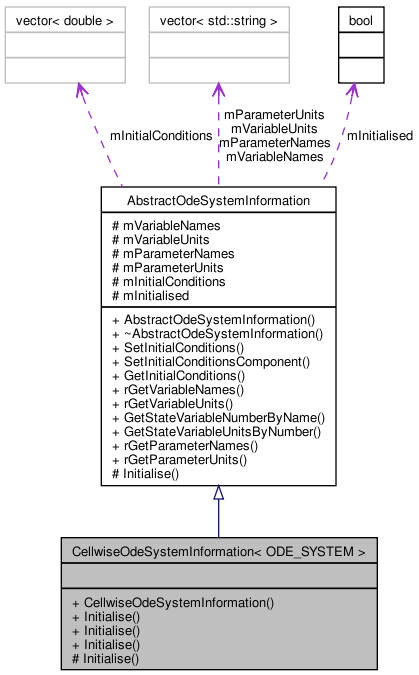 vector< double >
vector< std::string >
bool
mInitialConditions
mParameterUnits
mVariableUnits
mParameterNames
mVariableNames
mInitialised
AbstractOdeSystemInformation
# mVariableNames
# mVariableUnits
# mParameterNames
# mParameterUnits
# mInitialConditions
# mInitialised
+ AbstractOdeSystemInformation()
+ ~AbstractOdeSystemInformation()
+ SetInitialConditions()
+ SetInitialConditionsComponent()
+ GetInitialConditions()
+ rGetVariableNames()
+ rGetVariableUnits()
+ GetStateVariableNumberByName()
+ GetStateVariableUnitsByNumber()
+ rGetParameterNames()
+ rGetParameterUnits()
# Initialise()
CellwiseOdeSystemInformation< ODE_SYSTEM >
+ CellwiseOdeSystemInformation()
+ Initialise()
+ Initialise()
+ Initialise()
# Initialise()